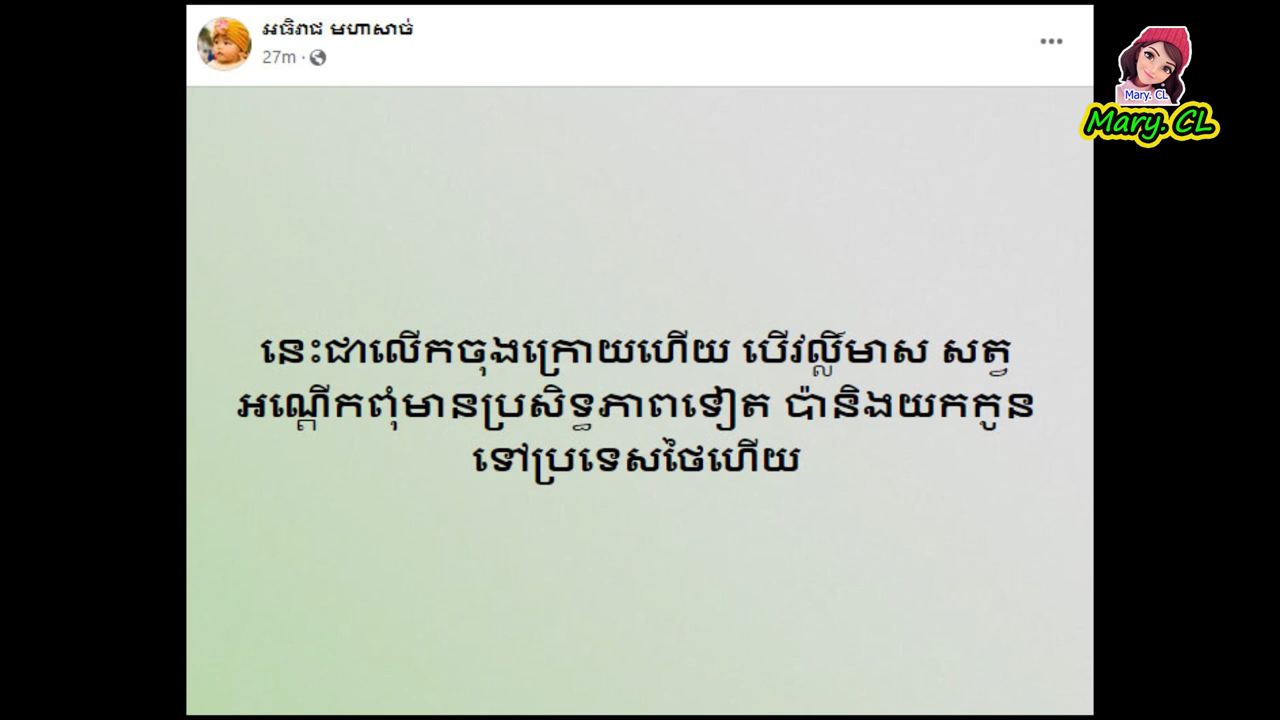 អធិរាជ មហាសាច់
27m
Mary. CL
Mary. CL
នេះជាលើកចុងក្រោយហើយ បើវល្លិ៍មាស សត្វ
អណ្ដើកពុំមានប្រសិទ្ធភាពទៀត ប៉ានិងយកកូន
ទៅប្រទេសថៃហើយ